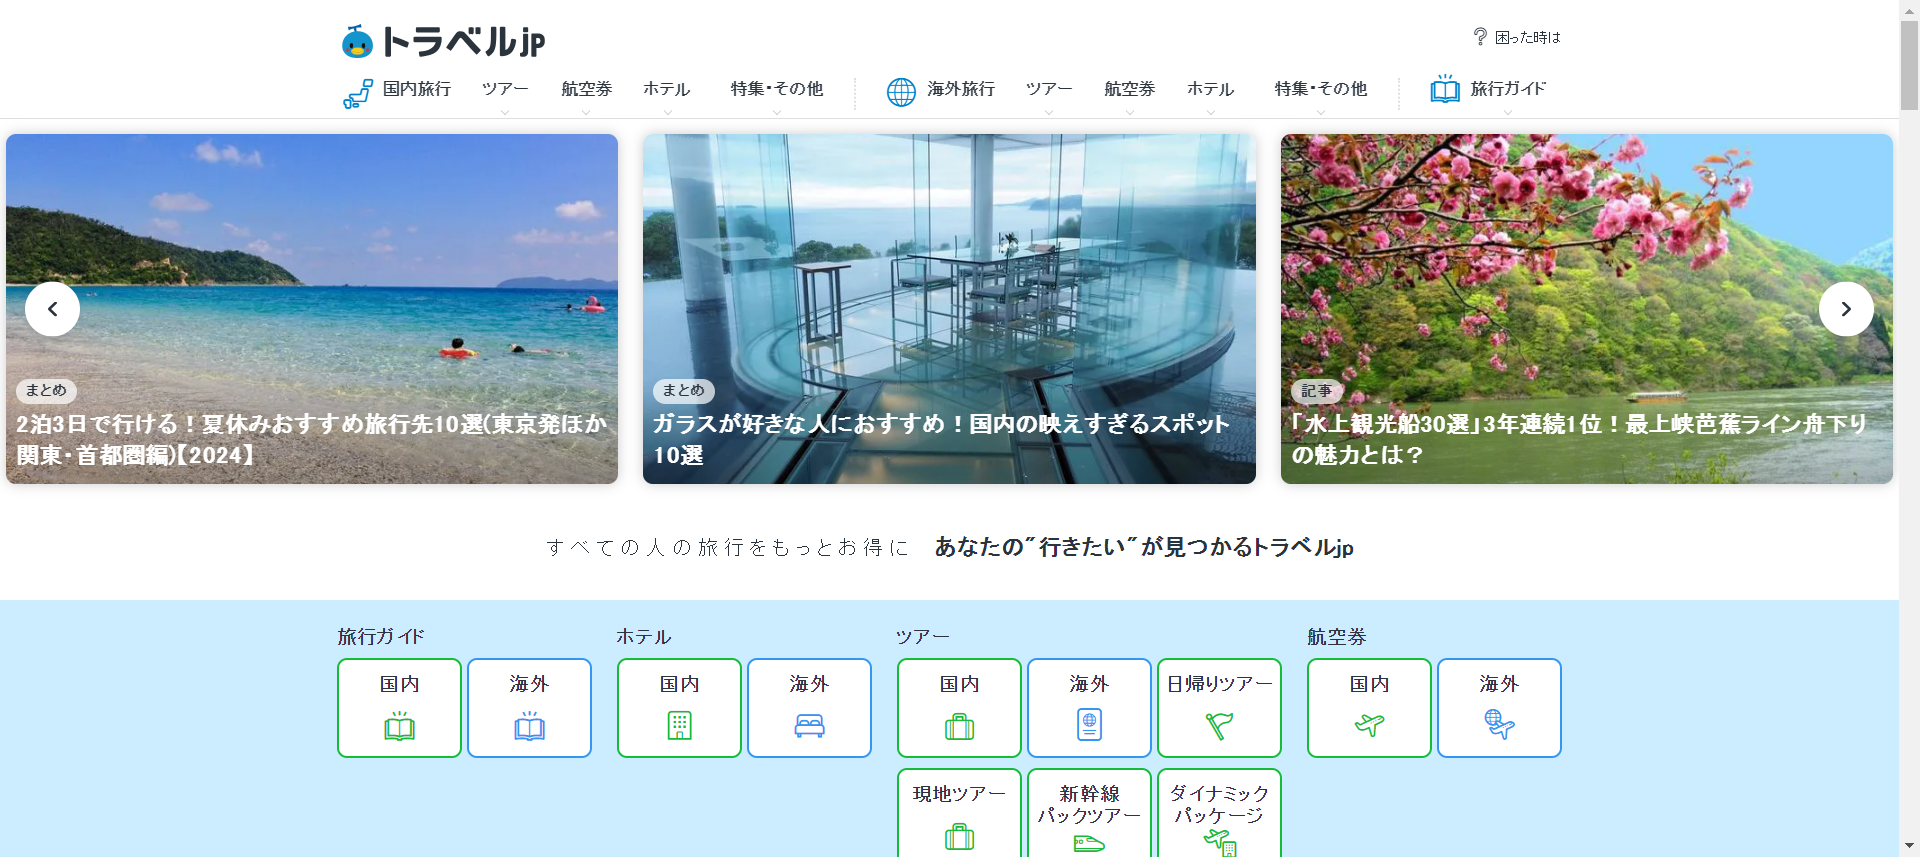 トラベルjp
困った時は
国内旅行 ツアー 航空券 ホテル 特集・その他 海外旅行 ツアー 航空券 ホテル 特集・その他 旅行ガイド
まとめ
2泊3日で行ける！夏休みおすすめ旅行先10選(東京発ほか
関東・首都圏編)【2024】
まとめ
ガラスが好きな人におすすめ！国内の映えすぎるスポット
10選
記事
「水上観光船30選」3年連続1位！最上峡芭蕉ライン舟下り
の魅力とは？
すべての人の旅行をもっとお得に あなたの"行きたい"が見つかるトラベルjp
旅行ガイド
国内
海外
ホテル
国内
海外
ツアー
国内
海外
日帰りツアー
現地ツアー
新幹線
パックツアー
ダイナミック
パッケージ
航空券
国内
海外